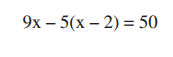 9x – 5(x – 2) = 50